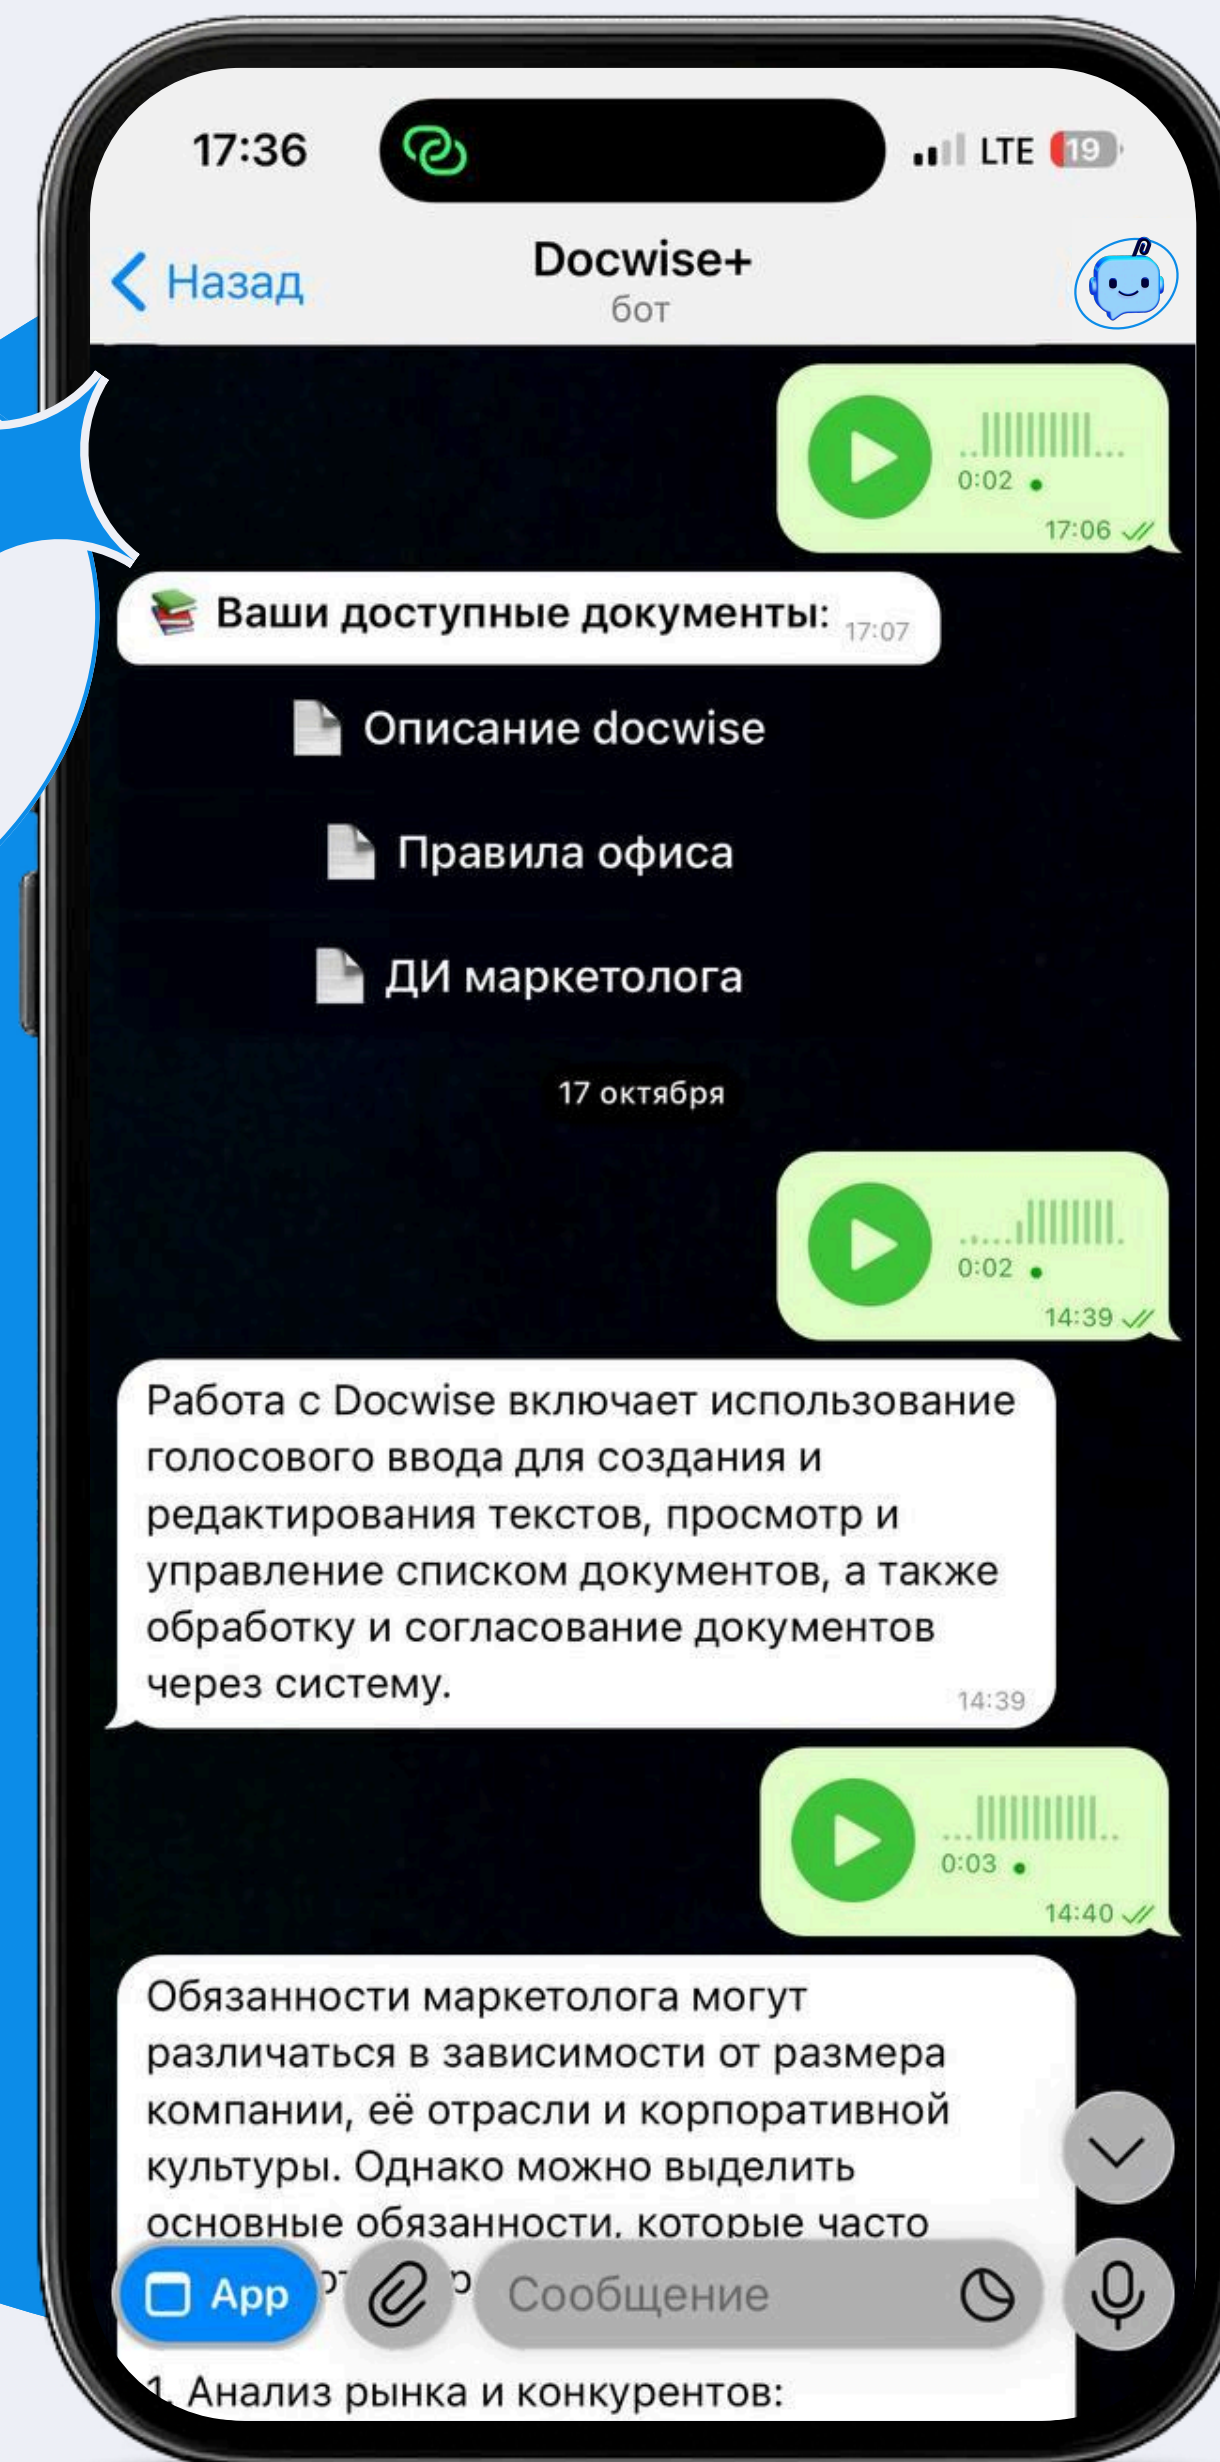 17:36
LTE 19
Назад
Docwise+
бот
0:02
17:06
Ваши доступные документы:
17:07
Описание docwise
Правила офиса
ДИ маркетолога
17 октября
0:02
14:39
Работа с Docwise включает использование
голосового ввода для создания и
редактирования текстов, просмотр и
управление списком документов, а также
обработку и согласование документов
через систему.
14:39
0:03
14:40
Обязанности маркетолога могут
различаться в зависимости от размера
компании, её отрасли и корпоративной
культуры. Однако можно выделить
основные обязанности, которые часто
App
Сообщение
1. Анализ рынка и конкурентов: